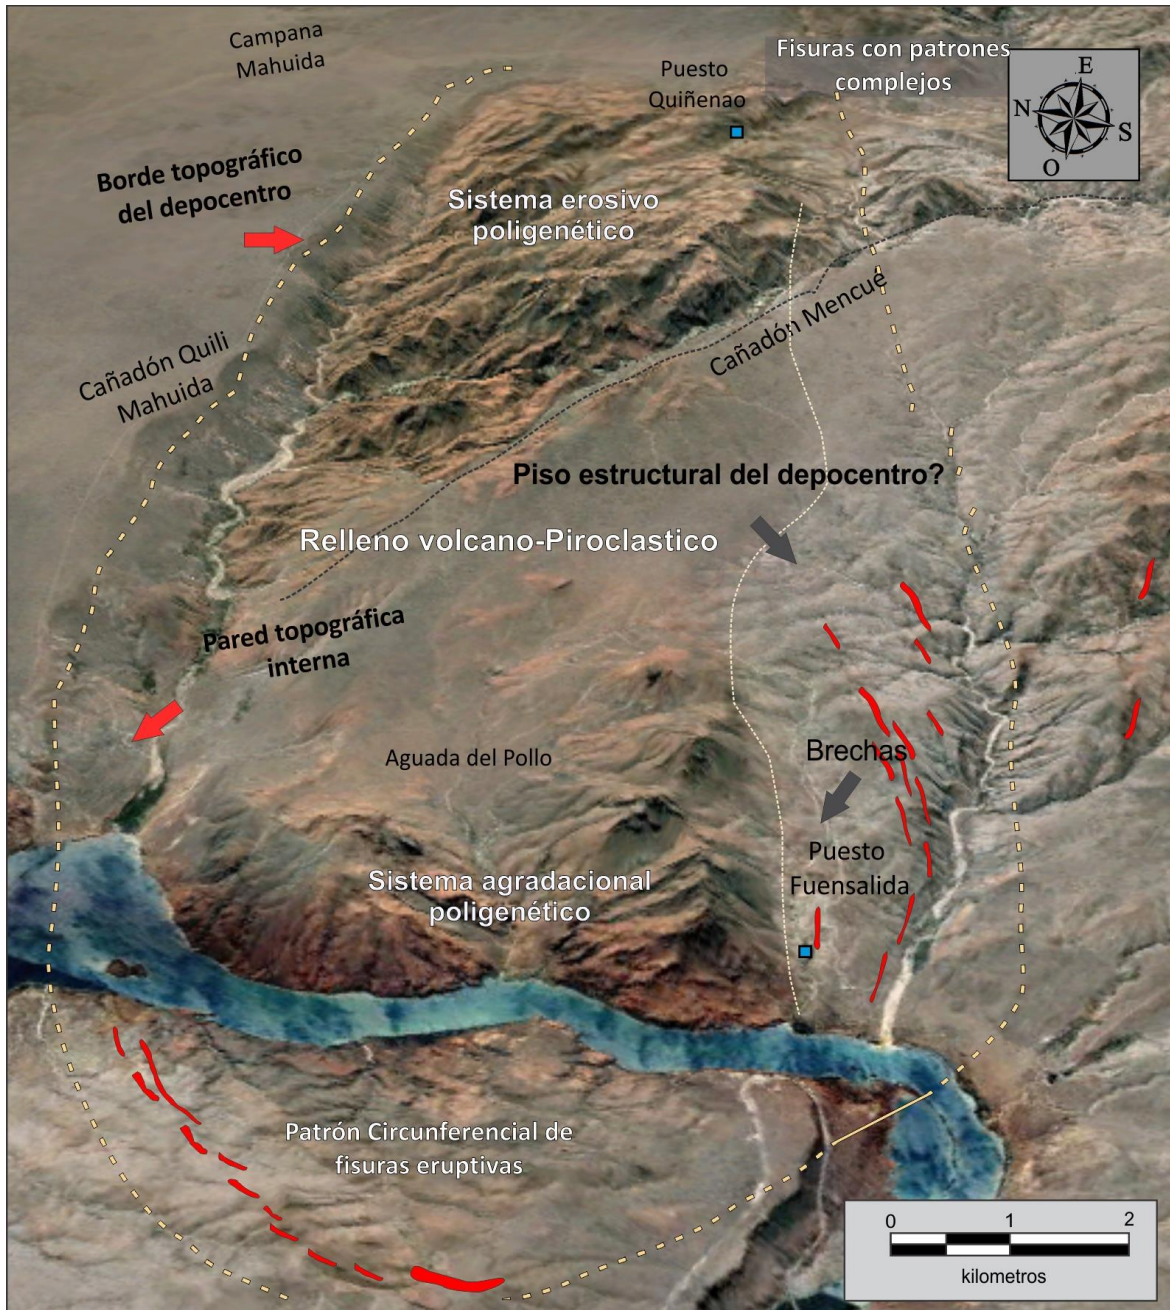 Campana
Mahuida
Puesto
Quiñenao
Fisuras con patrones
complejos
E
N
S
O
Borde topográfico
del depocentro
Sistema erosivo
poligenético
Cañadón Quili
Mahuida
Cañadón Mencué
Piso estructural del depocentro?
Relleno volcano-Piroclastico
Pared topográfica
interna
Brechas
Aguada del Pollo
Puesto
Fuensalida
Sistema agradacional
poligenético
Patrón Circunferencial de
fisuras eruptivas
0 1 2
kilometros